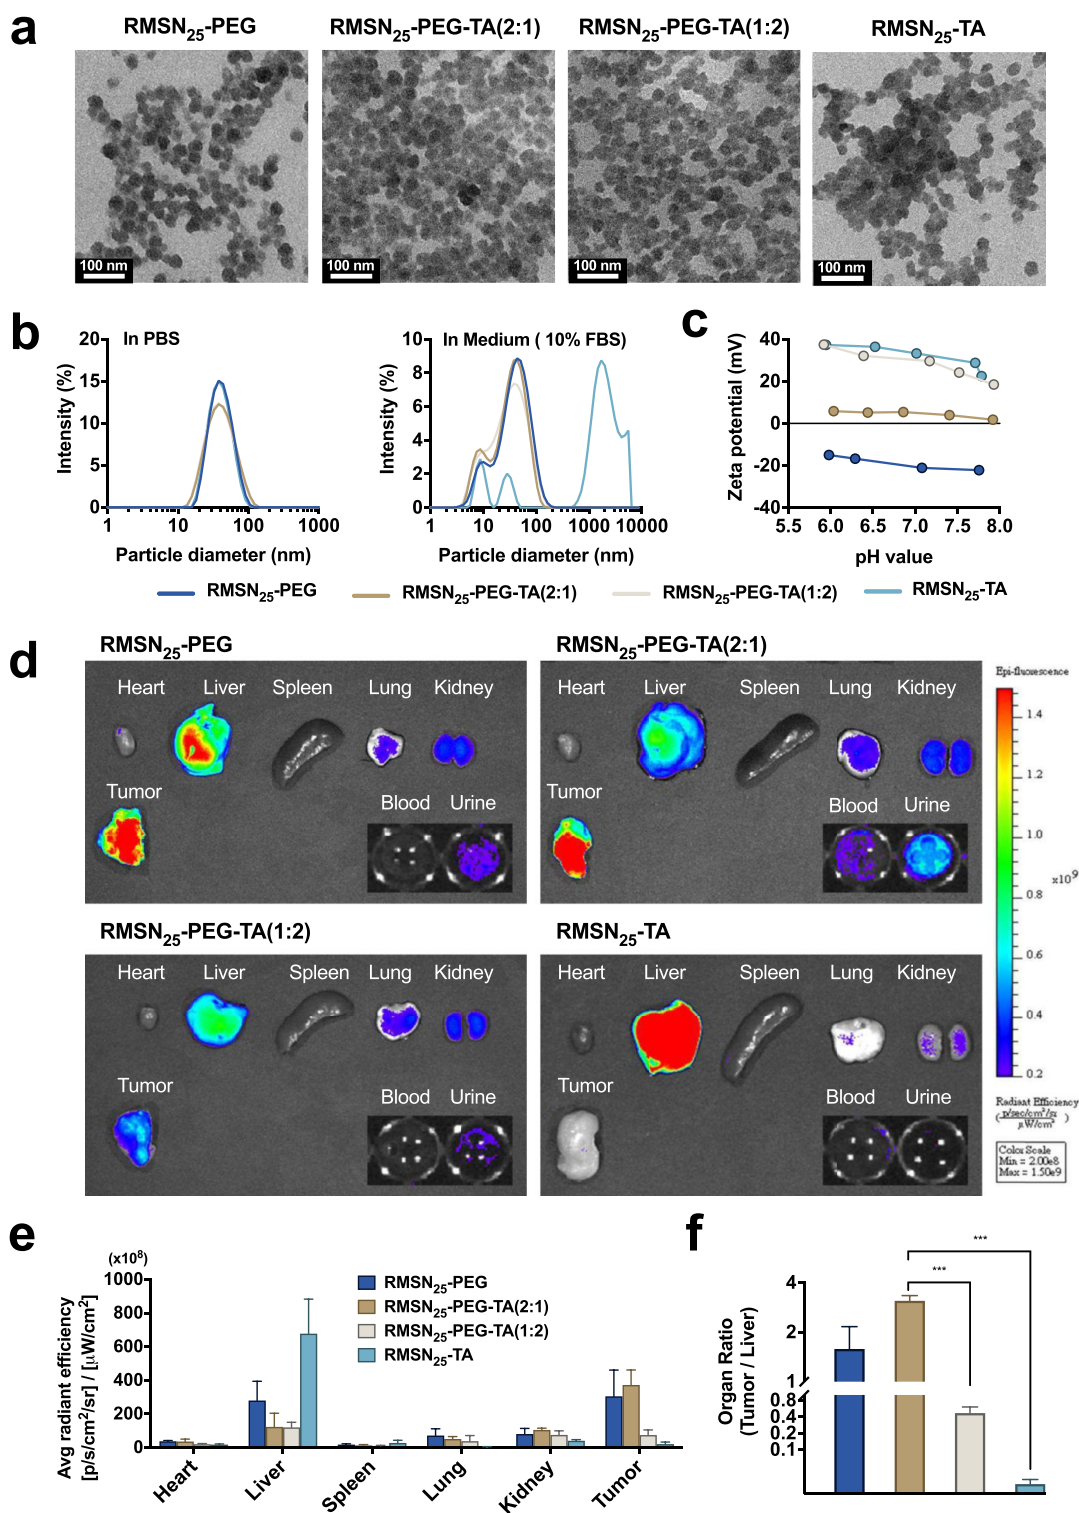 a
RMSN25-PEG
RMSN25-PEG-TA(2:1)
RMSN25-PEG-TA(1:2)
RMSN25-TA
100 nm
100 nm
100 nm
100 nm
b
In PBS
Intensity (%)
20
15
10
5
0
1 10 100 1000
Particle diameter (nm)
In Medium ( 10% FBS)
Intensity (%)
10
8
6
4
2
0
1 10 100 1000 10000
Particle diameter (nm)
c
Zeta potential (mV)
40
20
0
-20
-40
5.5 6.0 6.5 7.0 7.5 8.0
pH value
RMSN25-PEG
RMSN25-PEG-TA(2:1)
RMSN25-PEG-TA(1:2)
RMSN25-TA
d
RMSN25-PEG
Heart Liver Spleen Lung Kidney
Tumor
Blood Urine
RMSN25-PEG-TA(2:1)
Heart Liver Spleen Lung Kidney
Tumor
Blood Urine
RMSN25-PEG-TA(1:2)
Heart Liver Spleen Lung Kidney
Tumor
Blood Urine
RMSN25-TA
Heart Liver Spleen Lung Kidney
Tumor
Blood Urine
Epi-fluorescence
1.4
1.2
1.0
x10^9
0.8
0.6
0.4
0.2
Radiant Efficiency
(p/sec/cm²/sr / µW/cm²)
Color Scale
Min = 2.00e8
Max = 1.50e9
e
(x10^8)
Avg radiant efficiency
[p/s/cm²/sr] / [µW/cm²]
1000
800
600
400
200
0
Heart Liver Spleen Lung Kidney Tumor
RMSN25-PEG
RMSN25-PEG-TA(2:1)
RMSN25-PEG-TA(1:2)
RMSN25-TA
f
Organ Ratio
(Tumor / Liver)
4
2
1
0.8
0.4
0.2
0.1
***
***